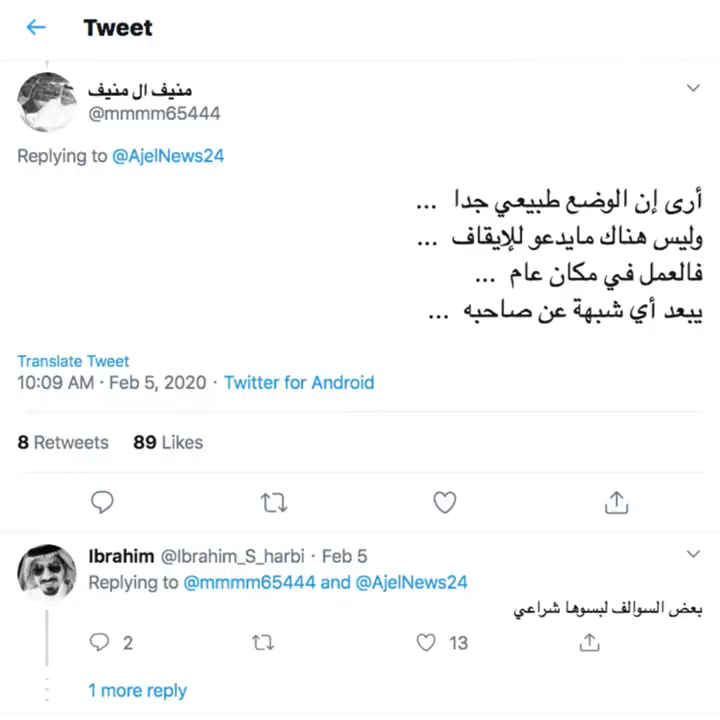 Tweet
منيف ال منيف
@mmmm65444
Replying to @AjelNews24
أرى إن الوضع طبيعي جدا ...
وليس هناك مايدعو للإيقاف ...
فالعمل في مكان عام ...
يبعد أي شبهة عن صاحبه ...
Translate Tweet
10:09 AM · Feb 5, 2020 · Twitter for Android
8 Retweets 89 Likes
Ibrahim @Ibrahim_S_harbi · Feb 5
Replying to @mmmm65444 and @AjelNews24
بعض السوالف لبسوها شراعي
2 13
1 more reply